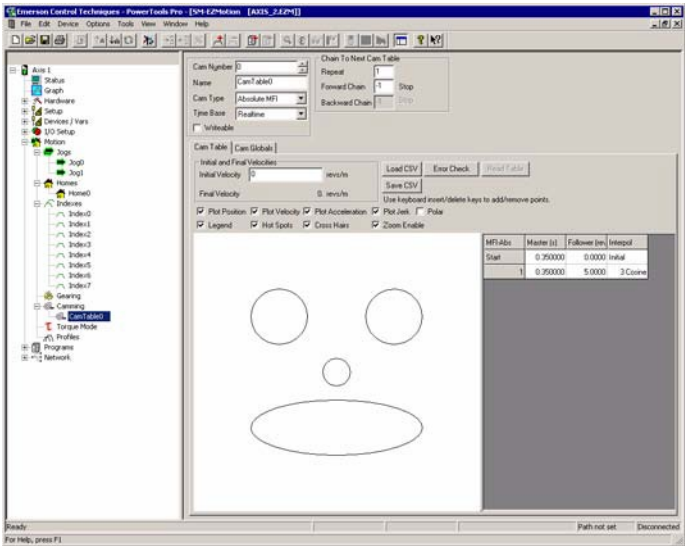 Emerson Control Techniques - PowerTools Pro - [SM-EZMotion [AXIS_2.EZM]]
File Edit Device Options Tools View Window Help
Axis 1
Status
Graph
Hardware
Setup
Devices / Vars
I/O Setup
Motion
Jogs
Jog0
Jog1
Homes
Home0
Indexes
Index0
Index1
Index2
Index3
Index4
Index5
Index6
Index7
Gearing
Camming
CamTable0
Torque Mode
Profiles
Programs
Network
Cam Number 0
Name CamTable0
Cam Type Absolute MFI
Time Base Realtime
Writeable
Chain To Next Cam Table
Repeat 1
Forward Chain -1 Stop
Backward Chain Stop
Cam Table Cam Globals
Initial and Final Velocities
Initial Velocity 0 revs/m
Final Velocity 0. revs/m
Load CSV Error Check Read Table
Save CSV
Use keyboard insert/delete keys to add/remove points.
Plot Position Plot Velocity Plot Acceleration Plot Jerk Polar
Legend Hot Spots Cross Hairs Zoom Enable
MFI-Abs Master (s) Follower (rev Interpol
Start 0.350000 0.0000 Initial
1 0.350000 5.0000 3 Cosine
Ready Path not set Disconnected
For Help, press F1